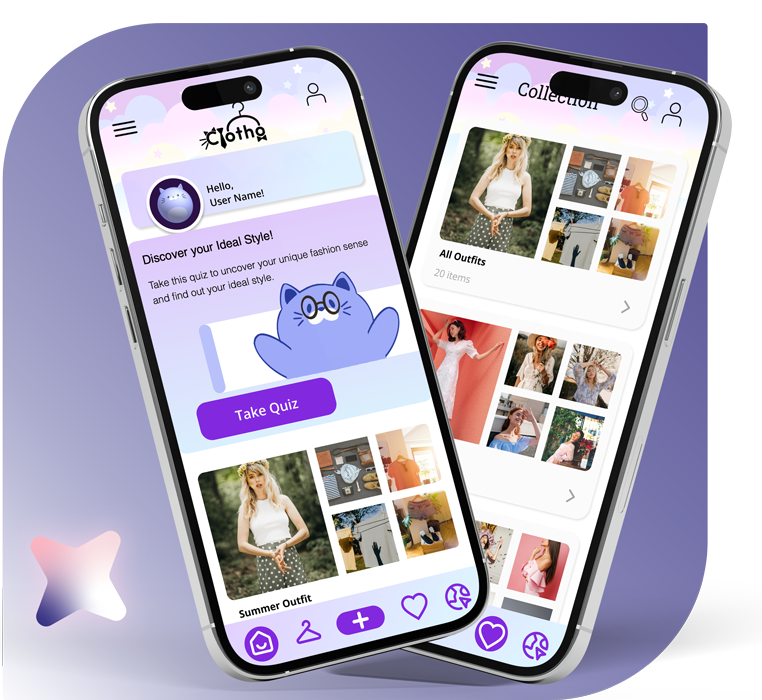 Clotho
Hello,
User Name!
Discover your Ideal Style!
Take this quiz to uncover your unique fashion sense
and find out your ideal style.
Take Quiz
Summer Outfit
Collection
All Outfits
20 items